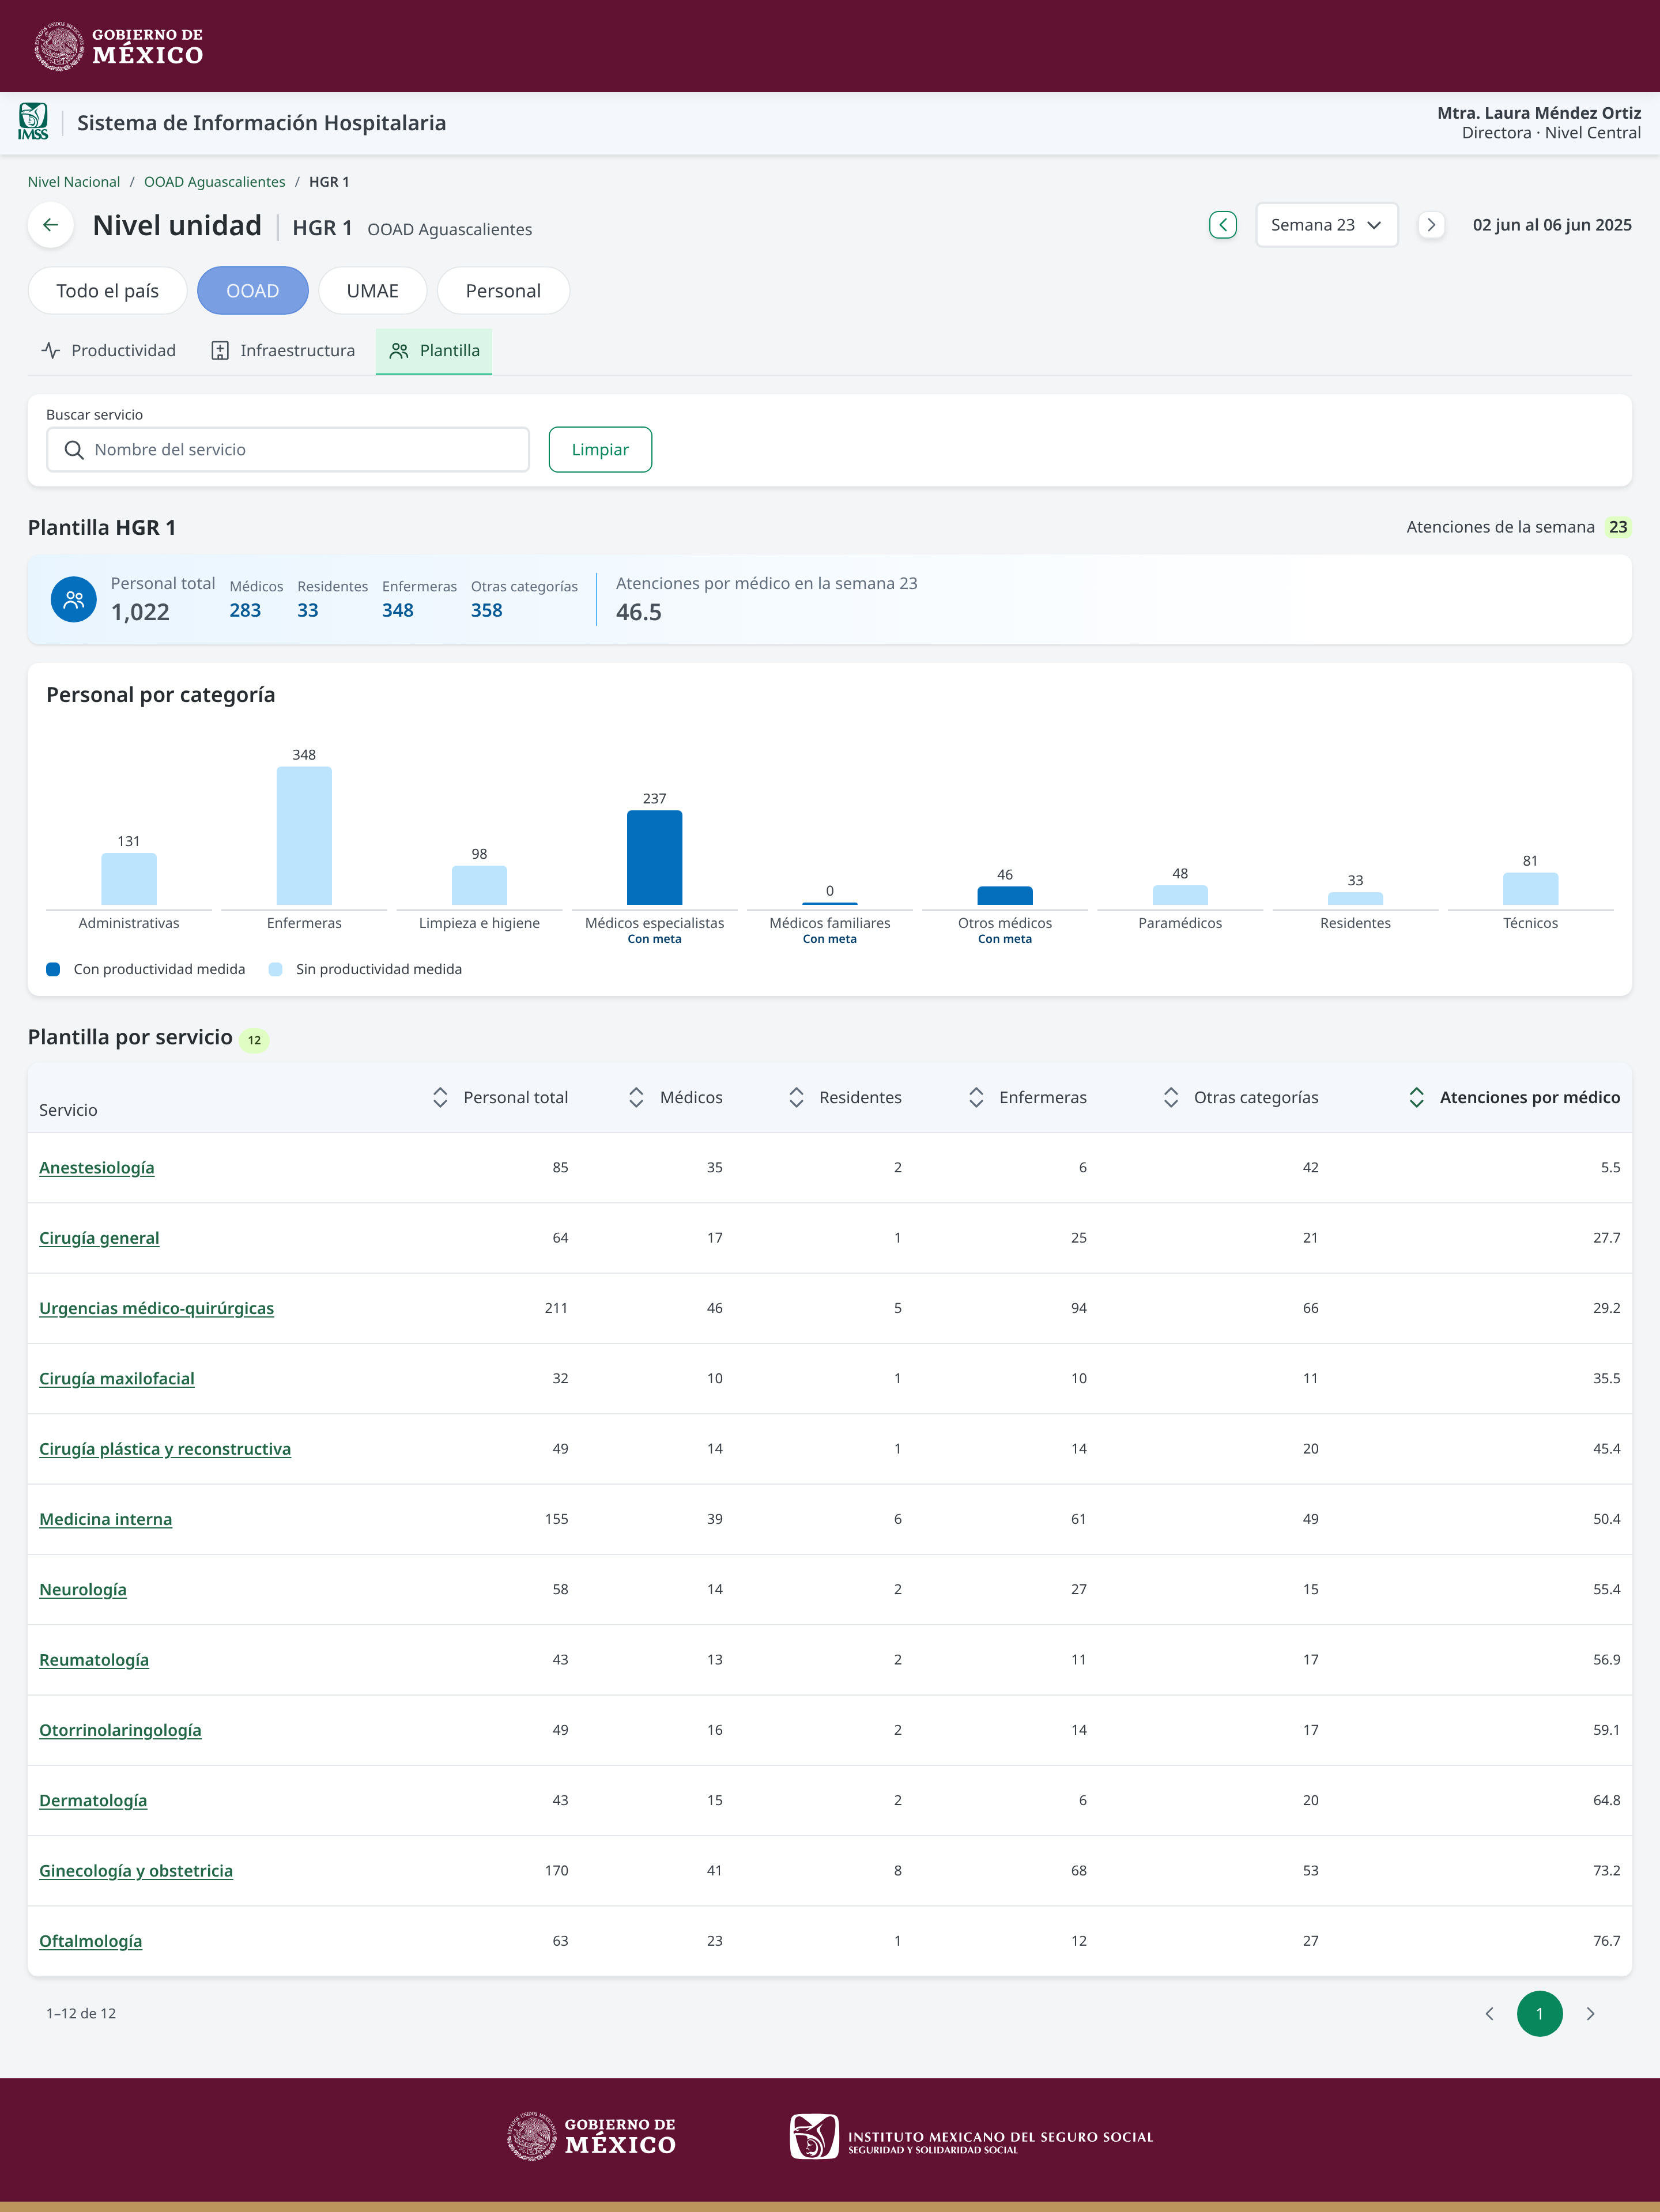 GOBIERNO DE
MÉXICO
IMSS
Sistema de Información Hospitalaria
Mtra. Laura Méndez Ortiz
Directora · Nivel Central
Nivel Nacional / OOAD Aguascalientes / HGR 1
Nivel unidad | HGR 1 OOAD Aguascalientes
Semana 23
02 jun al 06 jun 2025
Todo el país OOAD UMAE Personal
Productividad Infraestructura Plantilla
Buscar servicio
Nombre del servicio
Limpiar
Plantilla HGR 1
Atenciones de la semana 23
Personal total Médicos Residentes Enfermeras Otras categorías Atenciones por médico en la semana 23
1,022 283 33 348 358 46.5
Personal por categoría
131 348 98 237 0 46 48 33 81
Administrativas Enfermeras Limpieza e higiene Médicos especialistas Médicos familiares Otros médicos Paramédicos Residentes Técnicos
Con meta Con meta Con meta
Con productividad medida Sin productividad medida
Plantilla por servicio 12
Servicio Personal total Médicos Residentes Enfermeras Otras categorías Atenciones por médico
Anestesiología 85 35 2 6 42 5.5
Cirugía general 64 17 1 25 21 27.7
Urgencias médico-quirúrgicas 211 46 5 94 66 29.2
Cirugía maxilofacial 32 10 1 10 11 35.5
Cirugía plástica y reconstructiva 49 14 1 14 20 45.4
Medicina interna 155 39 6 61 49 50.4
Neurología 58 14 2 27 15 55.4
Reumatología 43 13 2 11 17 56.9
Otorrinolaringología 49 16 2 14 17 59.1
Dermatología 43 15 2 6 20 64.8
Ginecología y obstetricia 170 41 8 68 53 73.2
Oftalmología 63 23 1 12 27 76.7
1–12 de 12
1
GOBIERNO DE
MÉXICO
INSTITUTO MEXICANO DEL SEGURO SOCIAL
SEGURIDAD Y SOLIDARIDAD SOCIAL